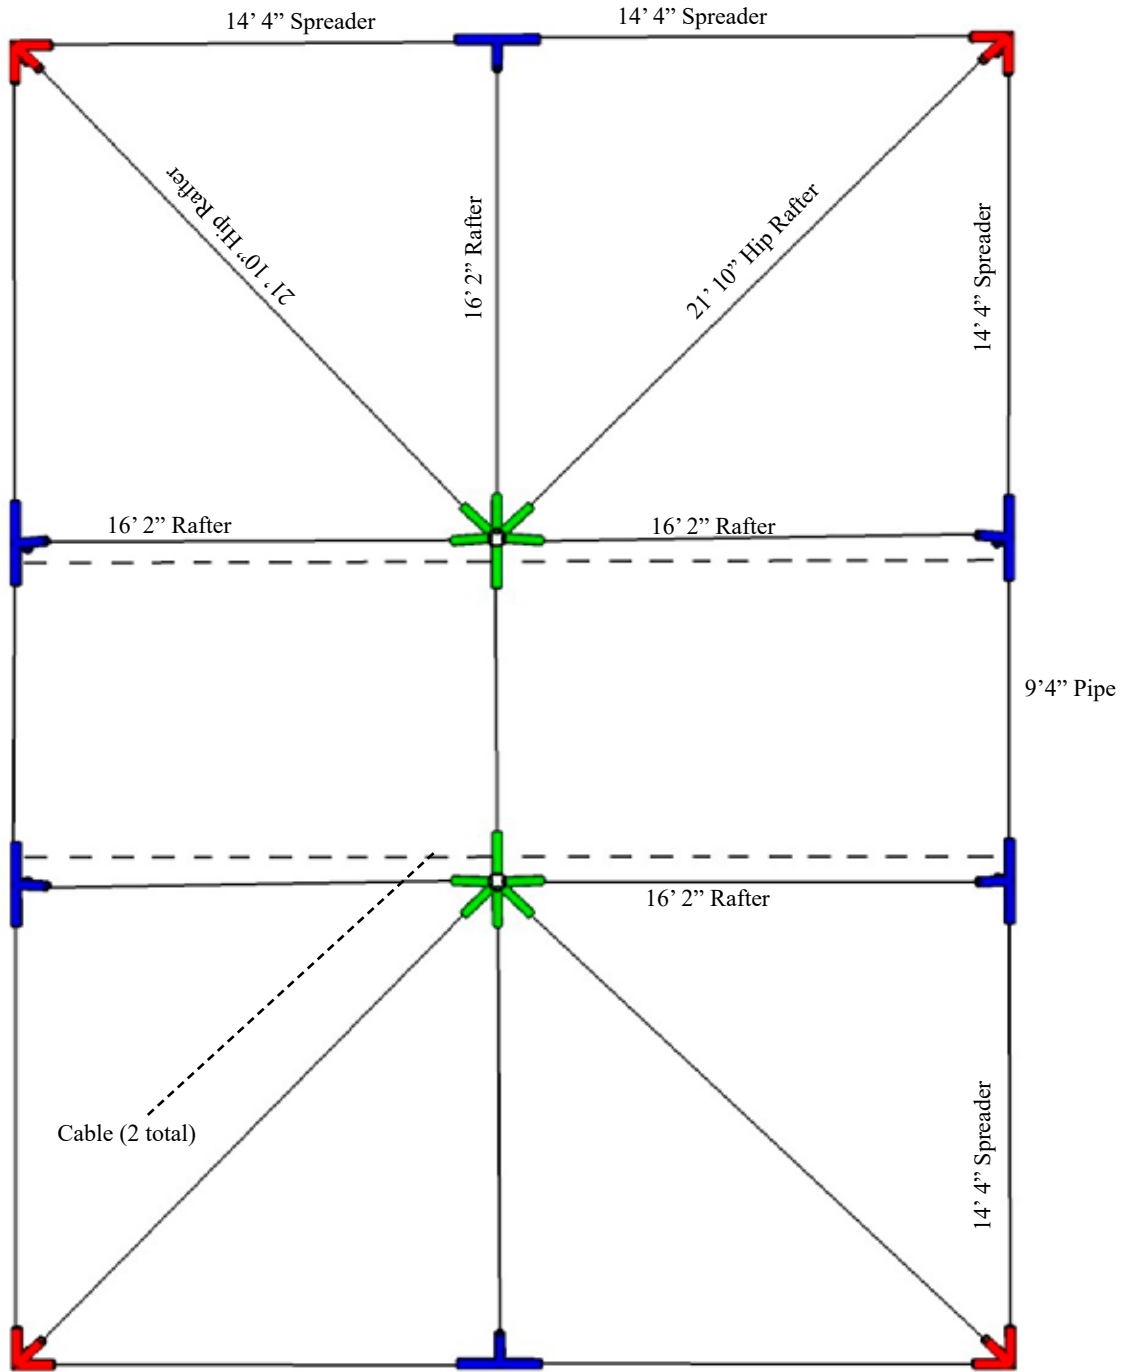 14’ 4” Spreader
14’ 4” Spreader
21’ 10” Hip Rafter
16’ 2” Rafter
21’ 10” Hip Rafter
14’ 4” Spreader
16’ 2” Rafter
16’ 2” Rafter
9’4” Pipe
16’ 2” Rafter
Cable (2 total)
14’ 4” Spreader